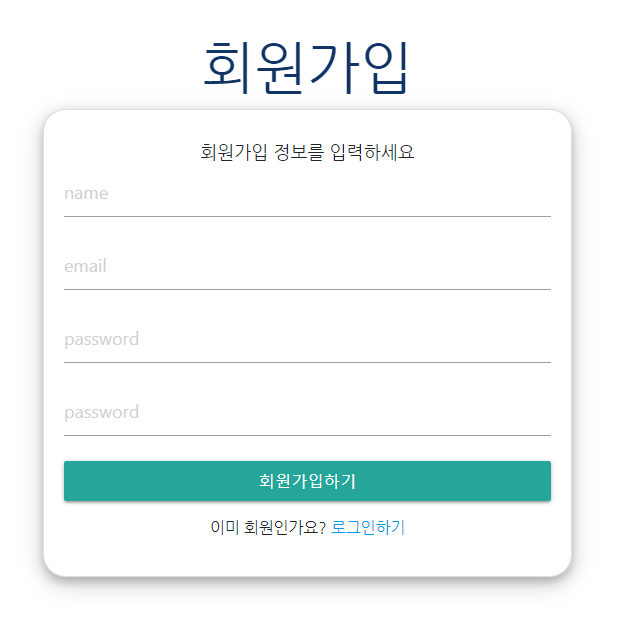 회원가입
회원가입 정보를 입력하세요
name
email
password
password
회원가입하기
이미 회원인가요? 로그인하기